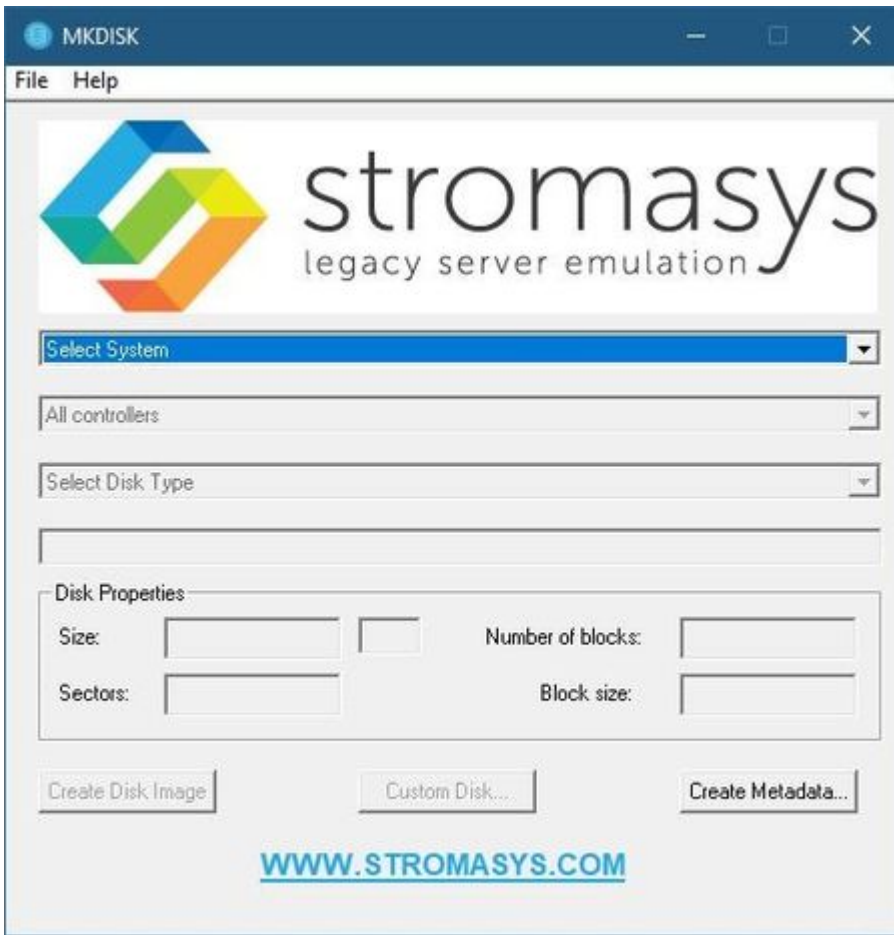 MKDISK
File Help
stromasys
legacy server emulation
Select System
All controllers
Select Disk Type
Disk Properties
Size: Number of blocks:
Sectors: Block size:
Create Disk Image Custom Disk... Create Metadata...
WWW.STROMASYS.COM